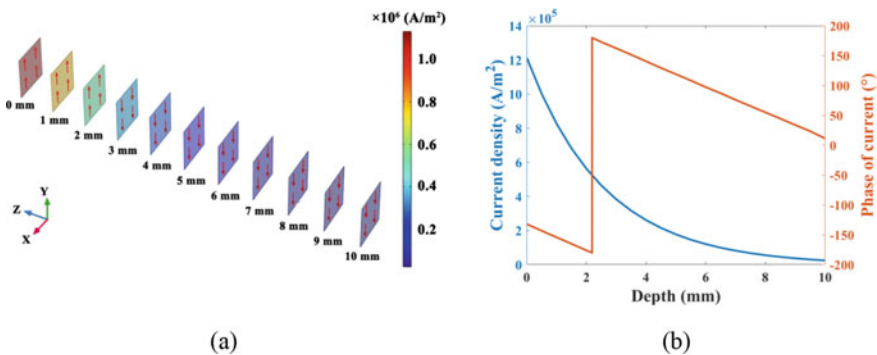 ×10⁶ (A/m²)
1.0
0.8
0.6
0.4
0.2
0 mm
1 mm
2 mm
3 mm
4 mm
5 mm
6 mm
7 mm
8 mm
9 mm
10 mm
Y
Z
X
(a)
×10⁵
14
12
10
8
6
4
2
0
Current density (A/m²)
0
2
4
6
8
10
Depth (mm)
200
150
100
50
0
-50
-100
-150
-200
Phase of current (°)
(b)